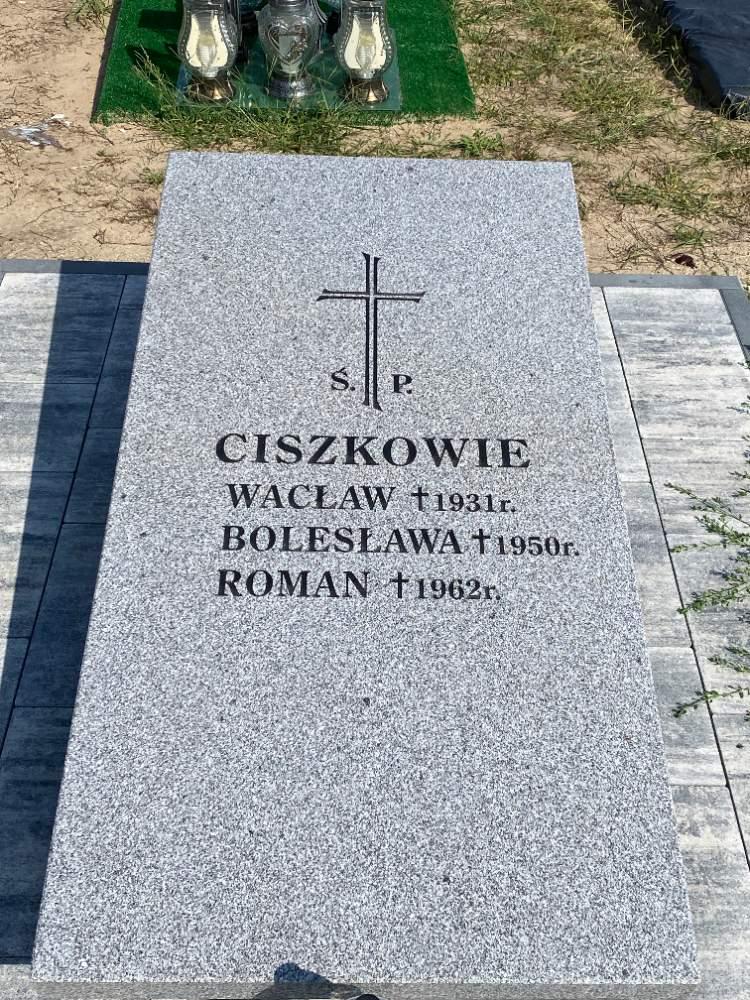 Ś. P.
CISZKOWIE
WACŁAW †1931r.
BOLESŁAWA †1950r.
ROMAN †1962r.